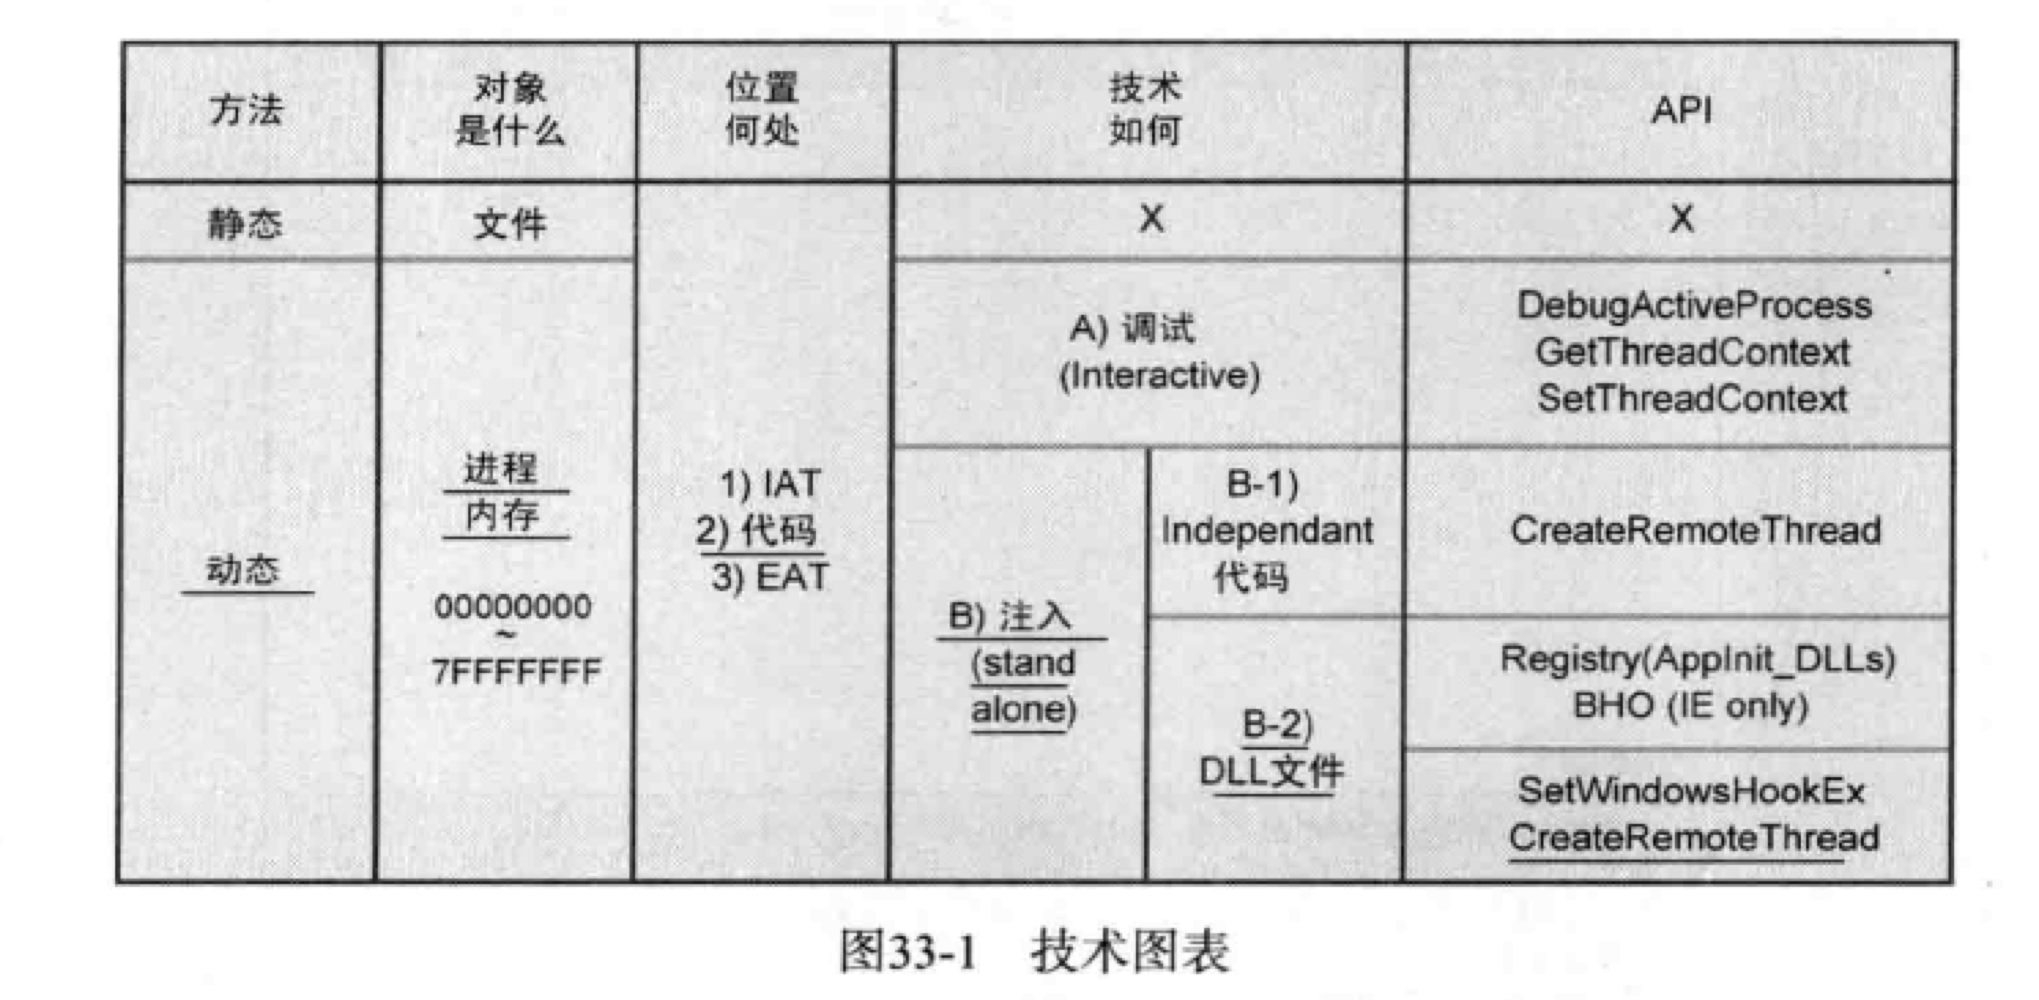 方法
对象
是什么
位置
何处
技术
如何
API
静态
文件
X
X
动态
进程
内存
00000000
~
7FFFFFFF
1) IAT
2) 代码
3) EAT
A) 调试
(Interactive)
DebugActiveProcess
GetThreadContext
SetThreadContext
B) 注入
(stand
alone)
B-1)
Independant
代码
CreateRemoteThread
B-2)
DLL文件
Registry(AppInit_DLLs)
BHO (IE only)
SetWindowsHookEx
CreateRemoteThread
图33-1 技术图表